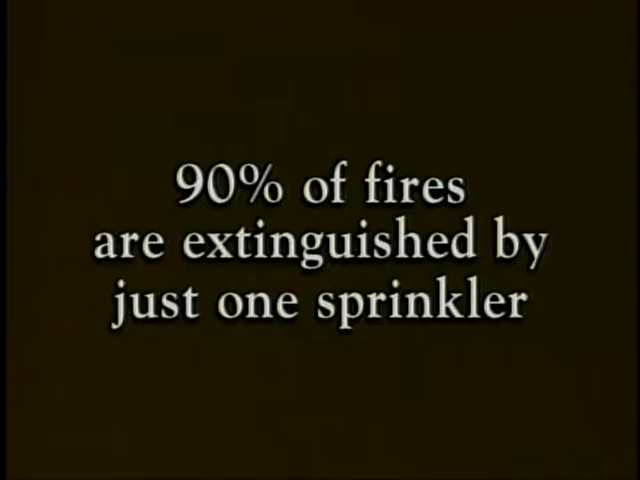 90% of fires
are extinguished by
just one sprinkler